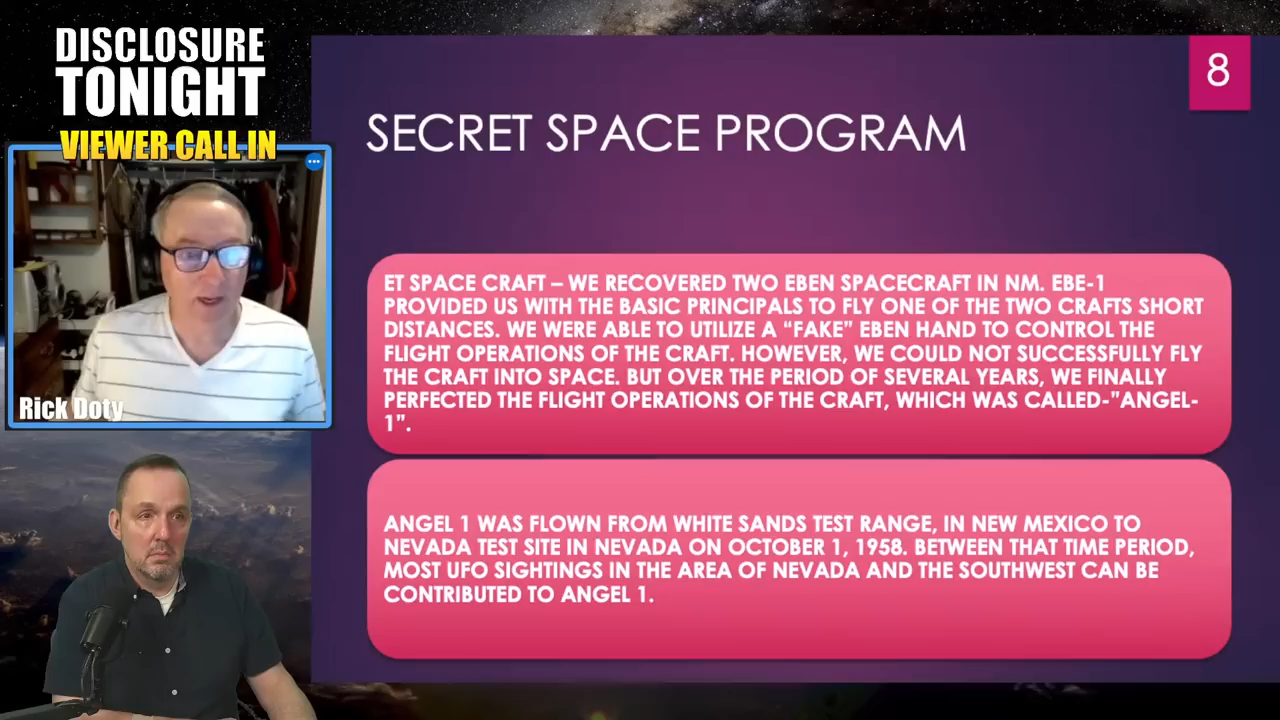 DISCLOSURE
TONIGHT
VIEWER CALL IN
Rick Doty
8
SECRET SPACE PROGRAM
ET SPACE CRAFT – WE RECOVERED TWO EBEN SPACECRAFT IN NM. EBE-1
PROVIDED US WITH THE BASIC PRINCIPALS TO FLY ONE OF THE TWO CRAFTS SHORT
DISTANCES. WE WERE ABLE TO UTILIZE A “FAKE” EBEN HAND TO CONTROL THE
FLIGHT OPERATIONS OF THE CRAFT. HOWEVER, WE COULD NOT SUCCESSFULLY FLY
THE CRAFT INTO SPACE. BUT OVER THE PERIOD OF SEVERAL YEARS, WE FINALLY
PERFECTED THE FLIGHT OPERATIONS OF THE CRAFT, WHICH WAS CALLED-”ANGEL-
1”.
ANGEL 1 WAS FLOWN FROM WHITE SANDS TEST RANGE, IN NEW MEXICO TO
NEVADA TEST SITE IN NEVADA ON OCTOBER 1, 1958. BETWEEN THAT TIME PERIOD,
MOST UFO SIGHTINGS IN THE AREA OF NEVADA AND THE SOUTHWEST CAN BE
CONTRIBUTED TO ANGEL 1.